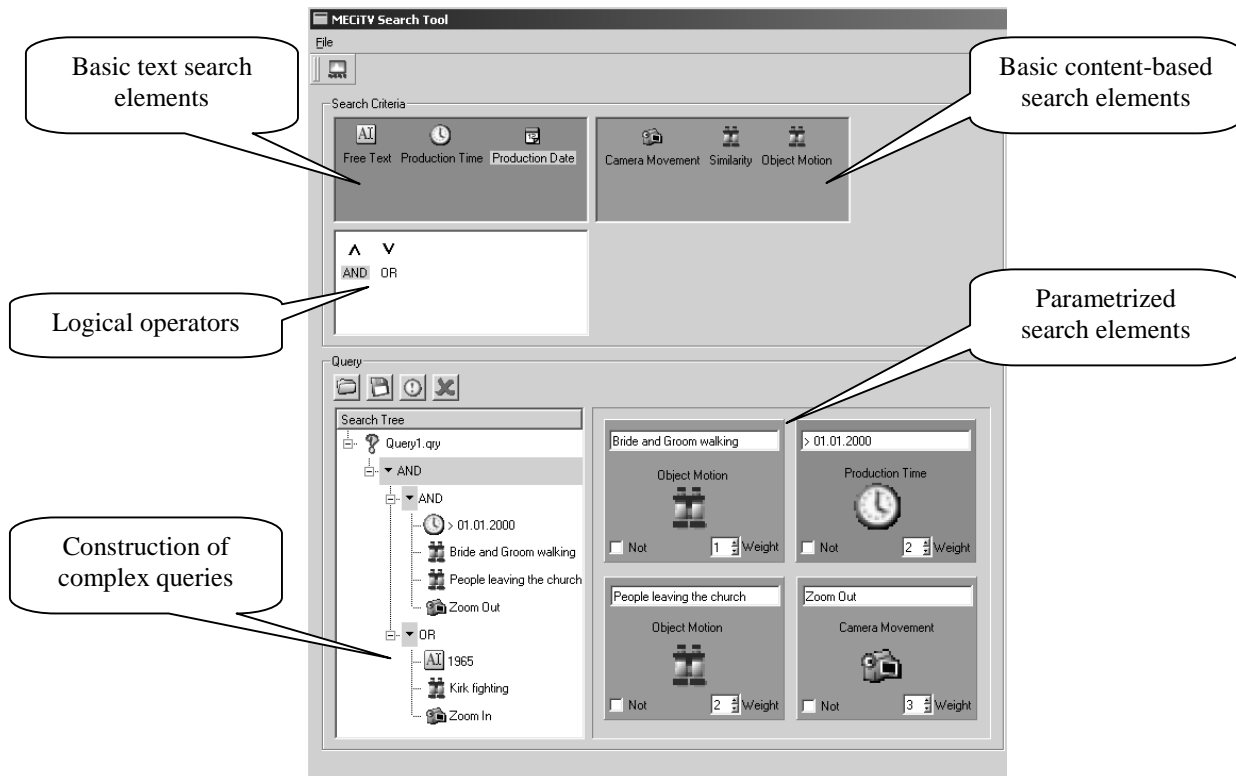 MECiTV Search Tool
File
Basic text search
elements
Basic content-based
search elements
Search Criteria
AI
Free Text Production Time Production Date
Camera Movement Similarity Object Motion
AND OR
Logical operators
Parametrized
search elements
Query
Search Tree
Query1.qry
AND
AND
> 01.01.2000
Bride and Groom walking
People leaving the church
Zoom Out
OR
AI 1965
Kirk fighting
Zoom In
Construction of
complex queries
Bride and Groom walking
Object Motion
Not 1 Weight
> 01.01.2000
Production Time
Not 2 Weight
People leaving the church
Object Motion
Not 2 Weight
Zoom Out
Camera Movement
Not 3 Weight